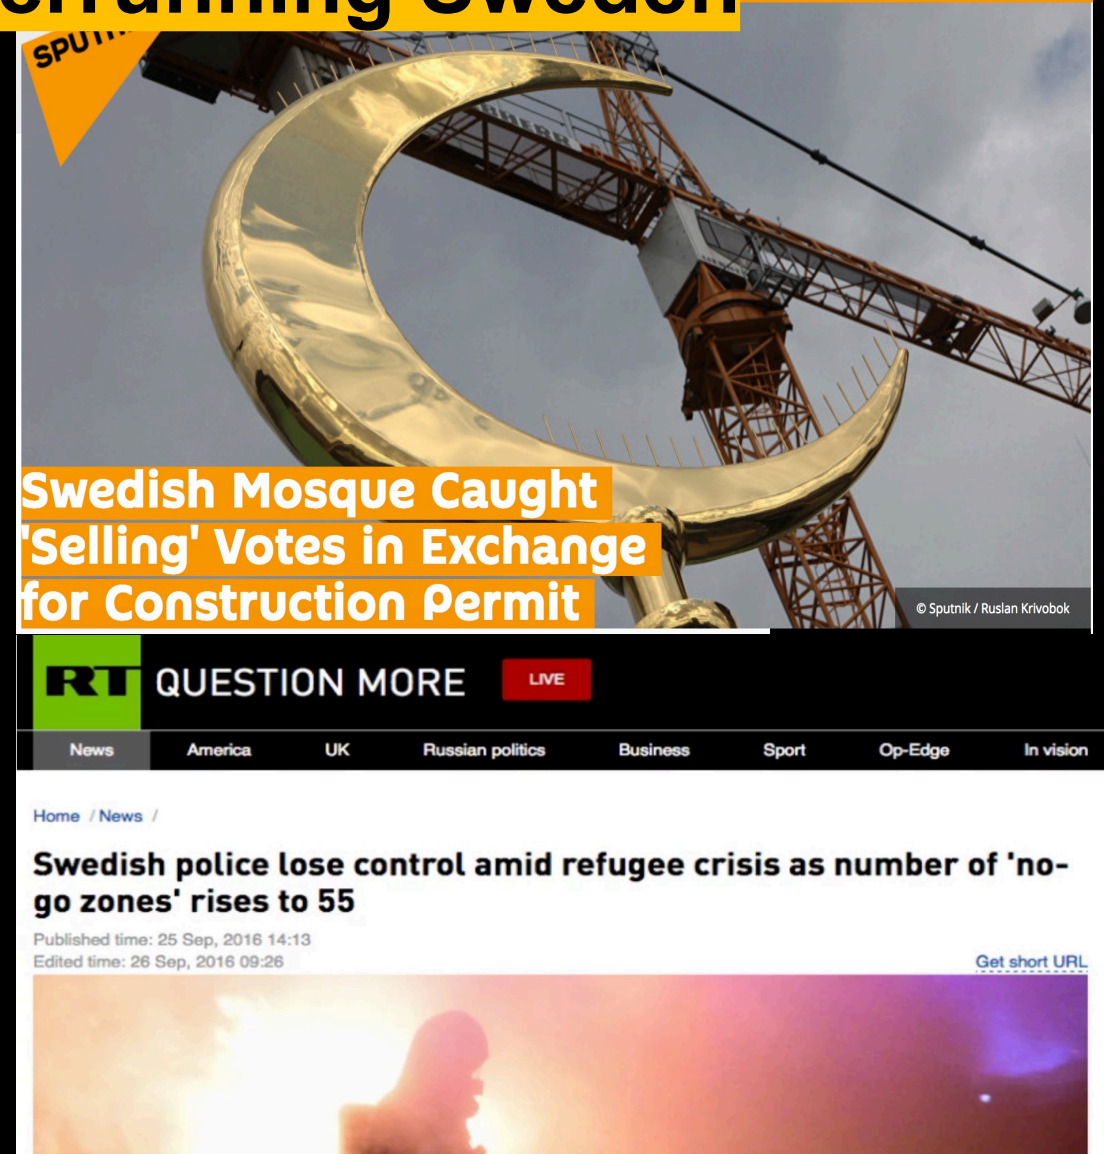 Sweden
Swedish Mosque Caught
'Selling' Votes in Exchange
for Construction Permit
© Sputnik / Ruslan Krivobok
RT QUESTION MORE LIVE
News America UK Russian politics Business Sport Op-Edge In vision
Home / News /
Swedish police lose control amid refugee crisis as number of 'no-
go zones' rises to 55
Published time: 25 Sep, 2016 14:13
Edited time: 26 Sep, 2016 09:26
Get short URL